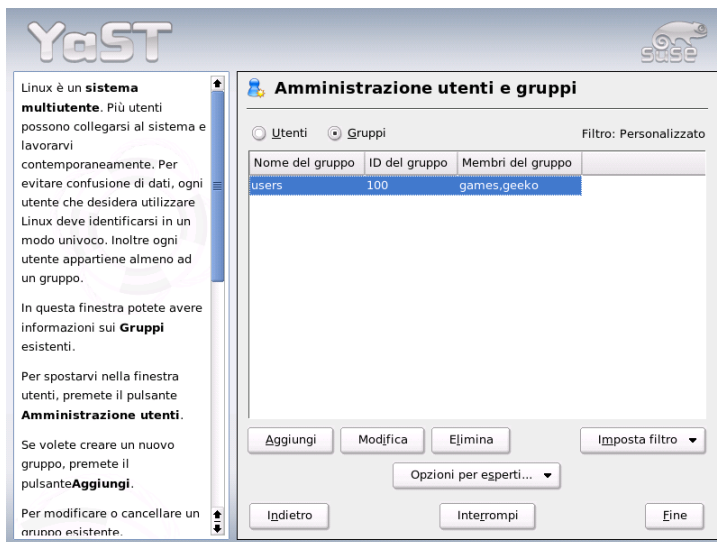 YaST
SUSE
Linux è un sistema
multiutente. Più utenti
possono collegarsi al sistema e
lavorarvi
contemporaneamente. Per
evitare confusione di dati, ogni
utente che desidera utilizzare
Linux deve identificarsi in un
modo univoco. Inoltre ogni
utente appartiene almeno ad
un gruppo.
In questa finestra potete avere
informazioni sui Gruppi
esistenti.
Per spostarvi nella finestra
utenti, premete il pulsante
Amministrazione utenti.
Se volete creare un nuovo
gruppo, premete il
pulsanteAggiungi.
Per modificare o cancellare un
gruppo esistente.
Amministrazione utenti e gruppi
Utenti Gruppi Filtro: Personalizzato
Nome del gruppo ID del gruppo Membri del gruppo
users 100 games,geeko
Aggiungi Modifica Elimina Imposta filtro
Opzioni per esperti...
Indietro Interrompi Fine